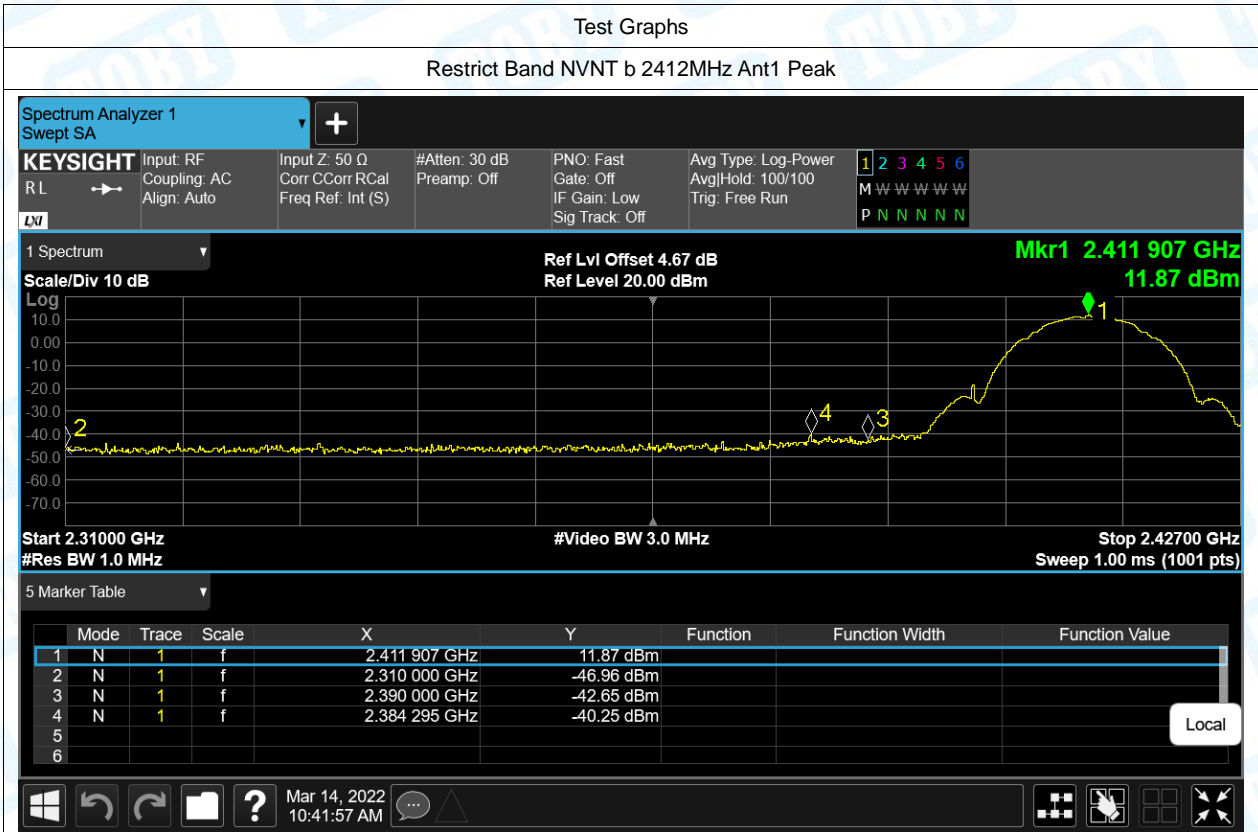 Test Graphs
Restrict Band NVNT b 2412MHz Ant1 Peak
Spectrum Analyzer 1
Swept SA
KEYSIGHT
RL
LXI
Input: RF
Coupling: AC
Align: Auto
Input Z: 50 Ω
Corr CCorr RCal
Freq Ref: Int (S)
#Atten: 30 dB
Preamp: Off
PNO: Fast
Gate: Off
IF Gain: Low
Sig Track: Off
Avg Type: Log-Power
Avg|Hold: 100/100
Trig: Free Run
1 2 3 4 5 6
M W W W W W
P N N N N N
1 Spectrum
Scale/Div 10 dB
Ref Lvl Offset 4.67 dB
Ref Level 20.00 dBm
Mkr1 2.411 907 GHz
11.87 dBm
Log
10.0
0.00
-10.0
-20.0
-30.0
-40.0
-50.0
-60.0
-70.0
2
4
3
1
Start 2.31000 GHz
#Res BW 1.0 MHz
#Video BW 3.0 MHz
Stop 2.42700 GHz
Sweep 1.00 ms (1001 pts)
5 Marker Table
Mode Trace Scale X Y Function Function Width Function Value
1 N 1 f 2.411 907 GHz 11.87 dBm
2 N 1 f 2.310 000 GHz -46.96 dBm
3 N 1 f 2.390 000 GHz -42.65 dBm
4 N 1 f 2.384 295 GHz -40.25 dBm
5
6
Local
?
Mar 14, 2022
10:41:57 AM
TOBY